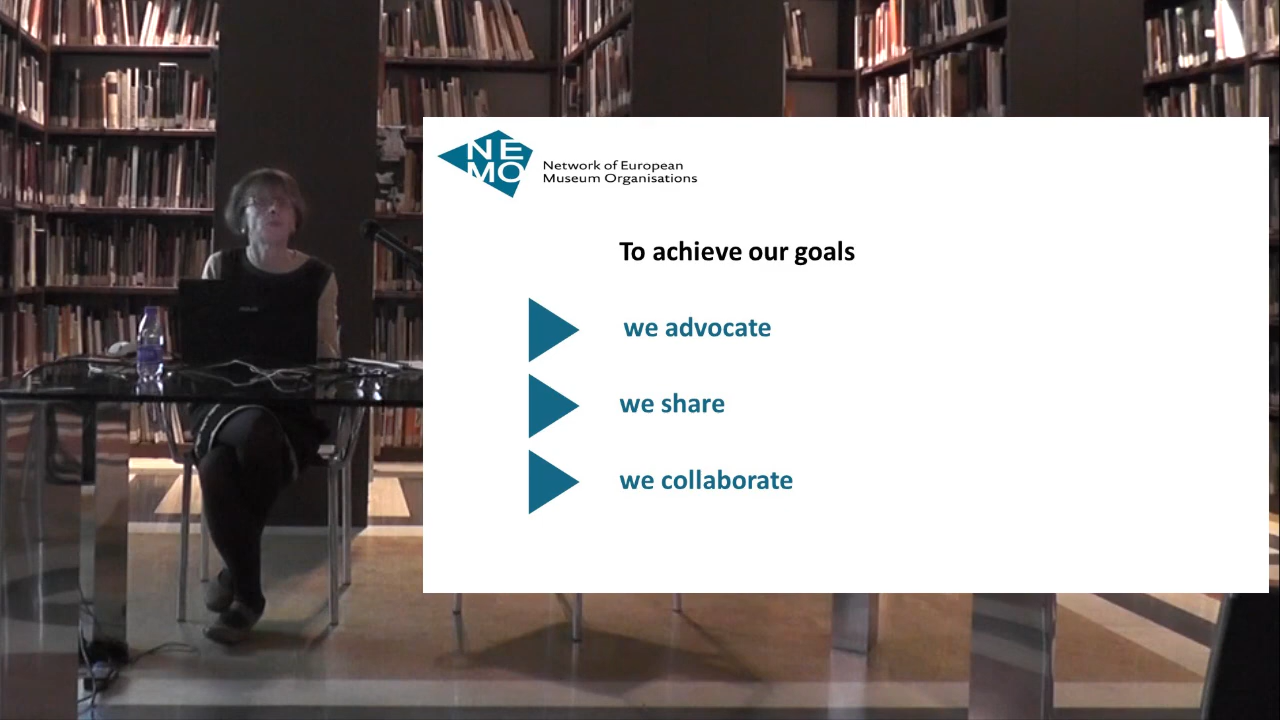 NE
MO
Network of European
Museum Organisations
To achieve our goals
we advocate
we share
we collaborate